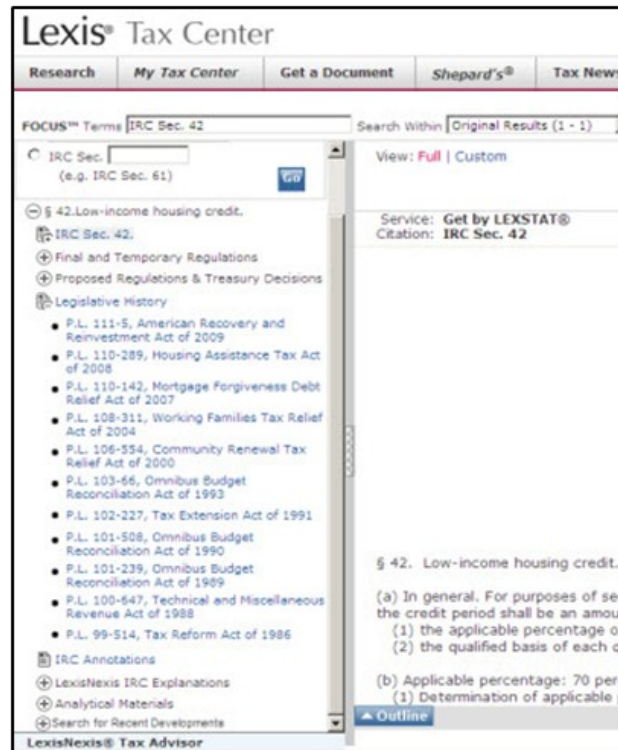 Lexis® Tax Center
Research My Tax Center Get a Document Shepard's® Tax News
FOCUS™ Terms IRC Sec. 42 Search Within Original Results (1 - 1)
IRC Sec.
(e.g. IRC Sec. 61) Go
§ 42.Low-income housing credit.
IRC Sec. 42.
Final and Temporary Regulations
Proposed Regulations & Treasury Decisions
Legislative History
P.L. 111-5, American Recovery and
Reinvestment Act of 2009
P.L. 110-289, Housing Assistance Tax Act
of 2008
P.L. 110-142, Mortgage Forgiveness Debt
Relief Act of 2007
P.L. 108-311, Working Families Tax Relief
Act of 2004
P.L. 106-554, Community Renewal Tax
Relief Act of 2000
P.L. 103-66, Omnibus Budget
Reconciliation Act of 1993
P.L. 102-227, Tax Extension Act of 1991
P.L. 101-508, Omnibus Budget
Reconciliation Act of 1990
P.L. 101-239, Omnibus Budget
Reconciliation Act of 1989
P.L. 100-647, Technical and Miscellaneous
Revenue Act of 1988
P.L. 99-514, Tax Reform Act of 1986
IRC Annotations
LexisNexis IRC Explanations
Analytical Materials
Search for Recent Developments
LexisNexis® Tax Advisor
View: Full | Custom
Service: Get by LEXSTAT®
Citation: IRC Sec. 42
§ 42. Low-income housing credit.
(a) In general. For purposes of se
the credit period shall be an amou
(1) the applicable percentage o
(2) the qualified basis of each
(b) Applicable percentage: 70 per
(1) Determination of applicable
Outline